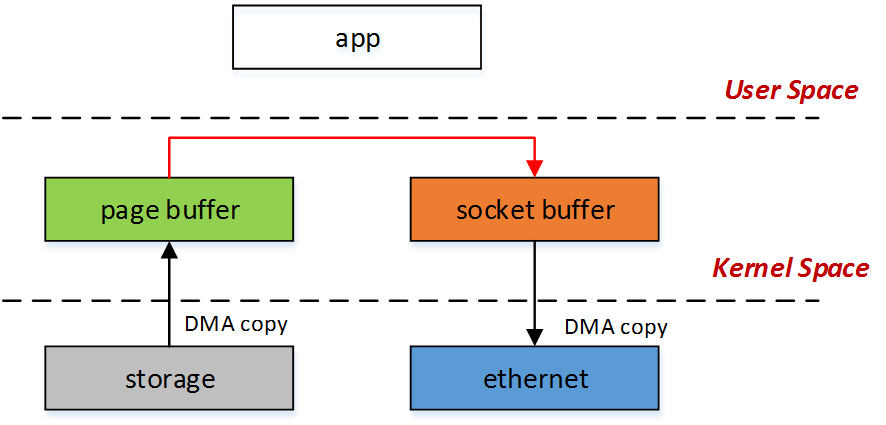 app
User Space
page buffer
socket buffer
Kernel Space
DMA copy
DMA copy
storage
ethernet